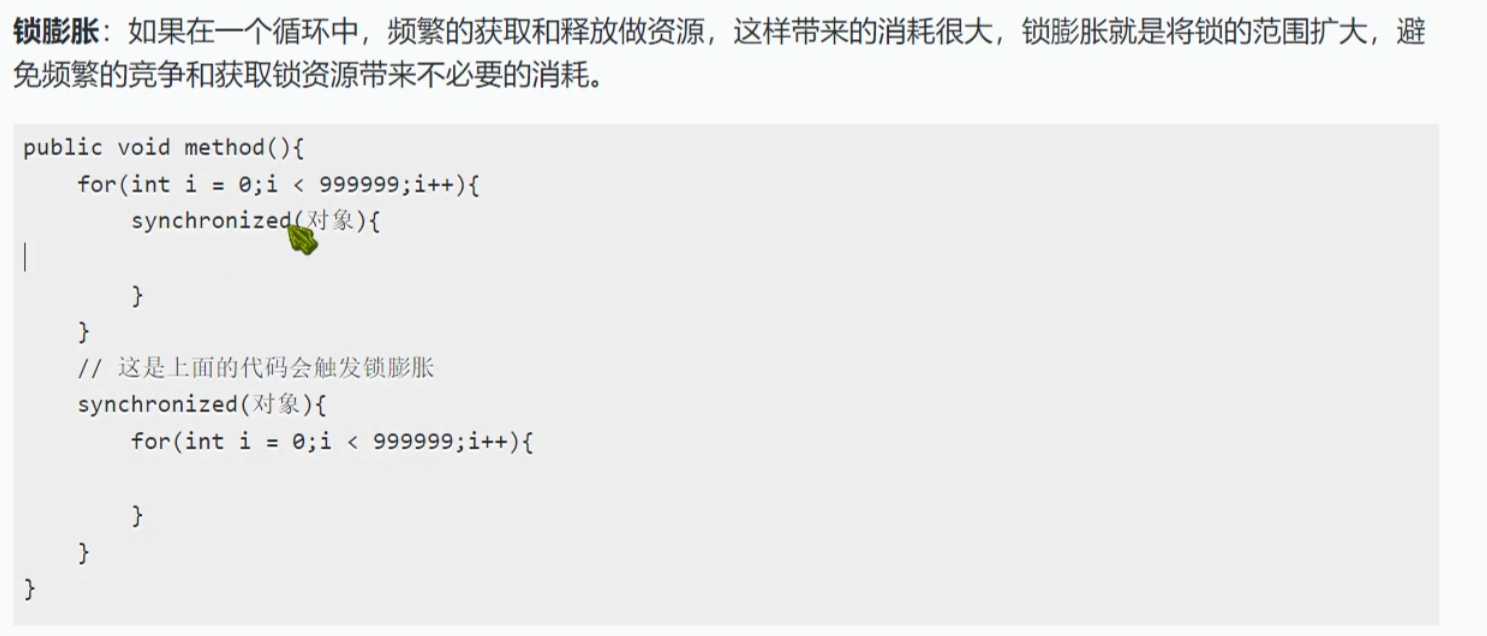 锁膨胀：如果在一个循环中，频繁的获取和释放做资源，这样带来的消耗很大，锁膨胀就是将锁的范围扩大，避
免频繁的竞争和获取锁资源带来不必要的消耗。
public void method(){
for(int i = 0;i < 999999;i++){
synchronized(对象){
}
}
// 这是上面的代码会触发锁膨胀
synchronized(对象){
for(int i = 0;i < 999999;i++){
}
}
}